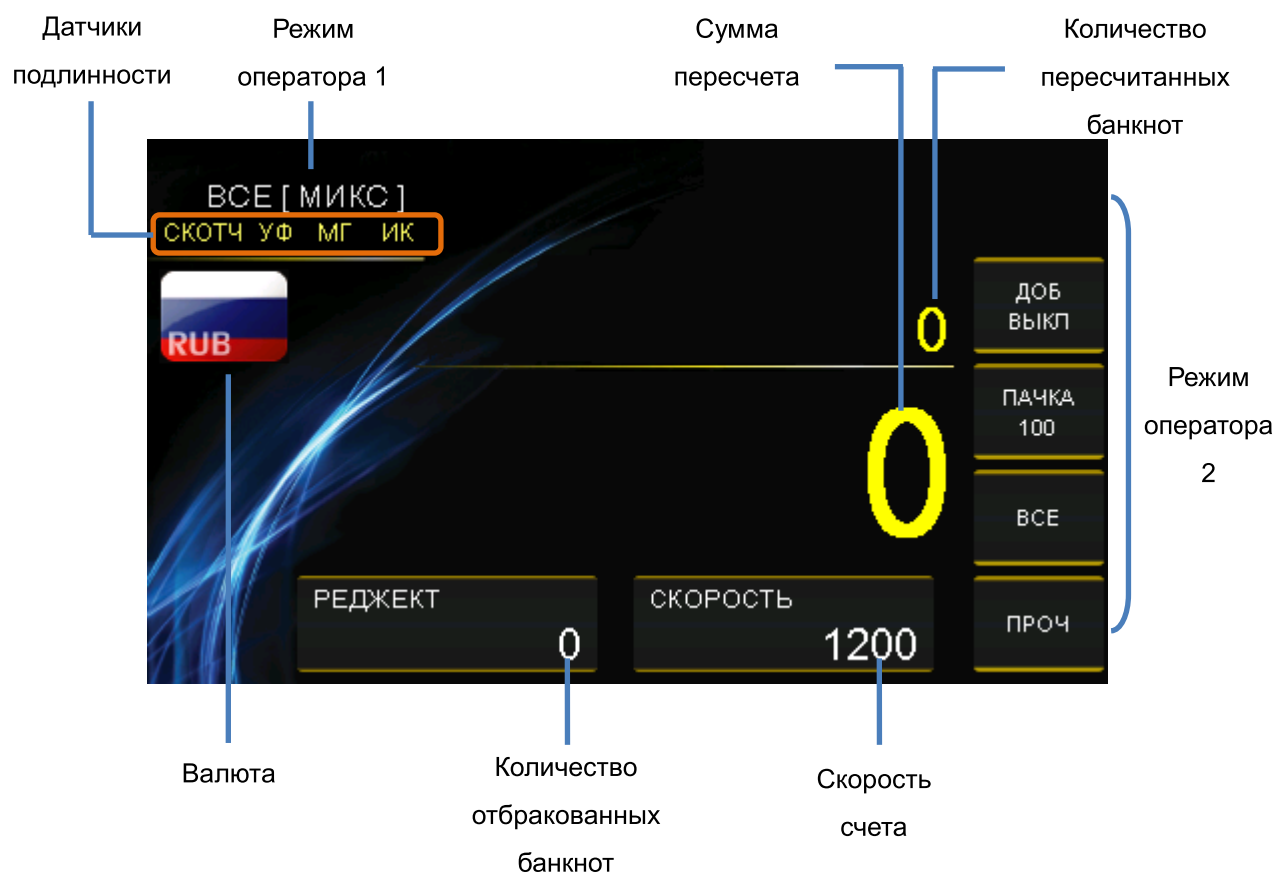 Датчики
подлинности
Режим
оператора 1
Сумма
пересчета
Количество
пересчитанных
банкнот
ВСЕ [ МИКС ]
СКОТЧ УФ МГ ИК
RUB
0
0
ДОБ
ВЫКЛ
ПАЧКА
100
ВСЕ
ПРОЧ
Режим
оператора
2
РЕДЖЕКТ
0
СКОРОСТЬ
1200
Валюта
Количество
отбракованных
банкнот
Скорость
счета